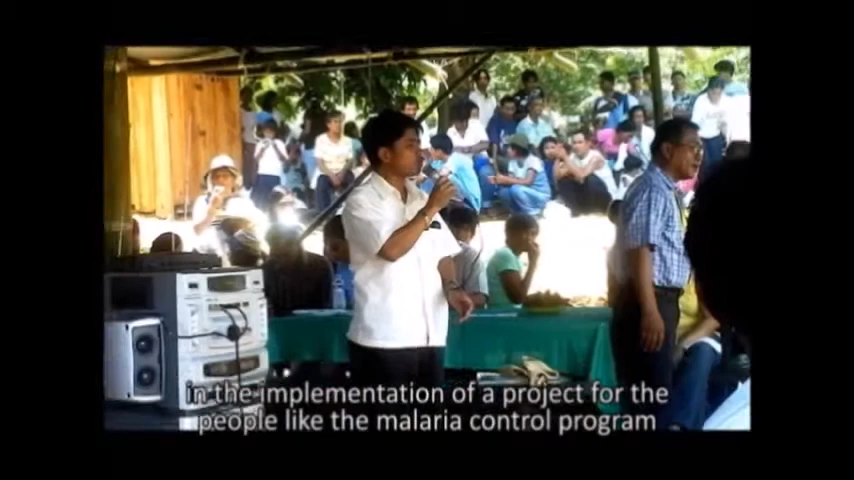 in the implementation of a project for the
people like the malaria control program